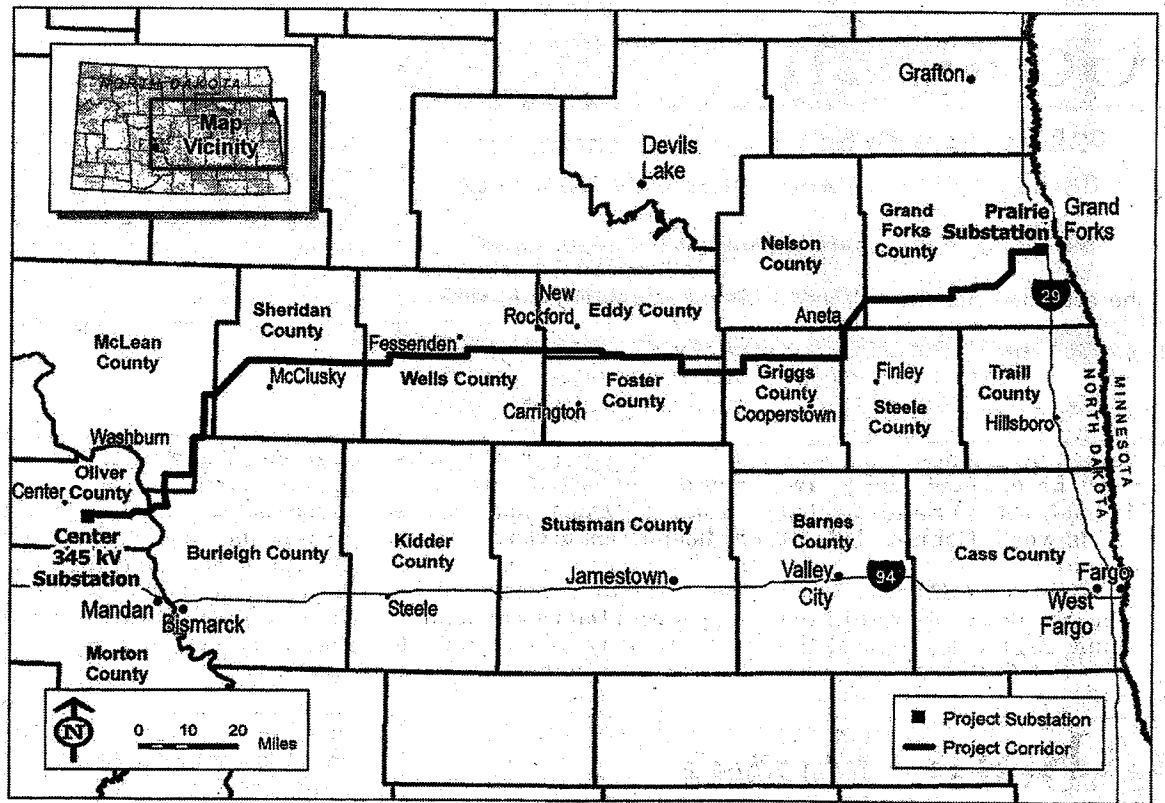 NORTH DAKOTA
Map
Vicinity
Grafton
Devils
Lake
Grand
Forks
County
Prairie
Substation
Grand
Forks
Nelson
County
29
Sheridan
County
New
Rockford
Eddy County
Aneta
McLean
County
Fessenden
McClusky
Wells County
Foster
County
Griggs
County
Cooperstown
Finley
Steele
County
Traill
County
Hillsboro
NORTH DAKOTA
MINNESOTA
Carrington
Washburn
Oliver
County
Center
Center
345 kV
Substation
Burleigh County
Kidder
County
Stutsman County
Barnes
County
Cass County
Jamestown
Valley
City
94
Fargo
West
Fargo
Mandan
Bismarck
Steele
Morton
County
N
0 10 20
Miles
Project Substation
Project Corridor
he